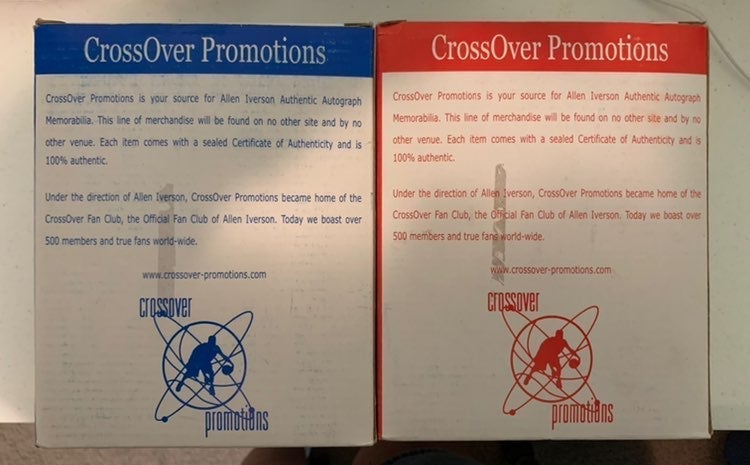 CrossOver Promotions
CrossOver Promotions is your source for Allen Iverson Authentic Autograph
Memorabilia. This line of merchandise will be found on no other site and by no
other venue. Each item comes with a sealed Certificate of Authenticity and is
100% authentic.
Under the direction of Allen Iverson, CrossOver Promotions became home of the
CrossOver Fan Club, the Official Fan Club of Allen Iverson. Today we boast over
500 members and true fans world-wide.
www.crossover-promotions.com
crossover
promotions
CrossOver Promotions
CrossOver Promotions is your source for Allen Iverson Authentic Autograph
Memorabilia. This line of merchandise will be found on no other site and by no
other venue. Each item comes with a sealed Certificate of Authenticity and is
100% authentic.
Under the direction of Allen Iverson, CrossOver Promotions became home of the
CrossOver Fan Club, the Official Fan Club of Allen Iverson. Today we boast over
500 members and true fans world-wide.
www.crossover-promotions.com
crossover
promotions